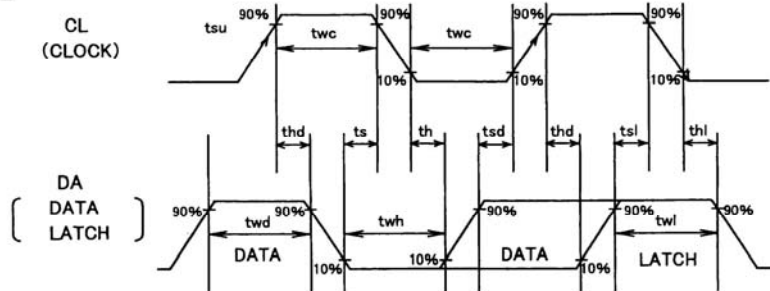 CL
(CLOCK)
tsu
90%
twc
90%
twc
90%
90%
10%
10%
10%
thd
ts
th
tsd
thd
tsl
thl
DA
DATA
LATCH
90%
twd
90%
twh
90%
90%
twl
90%
10%
10%
10%
DATA
DATA
LATCH